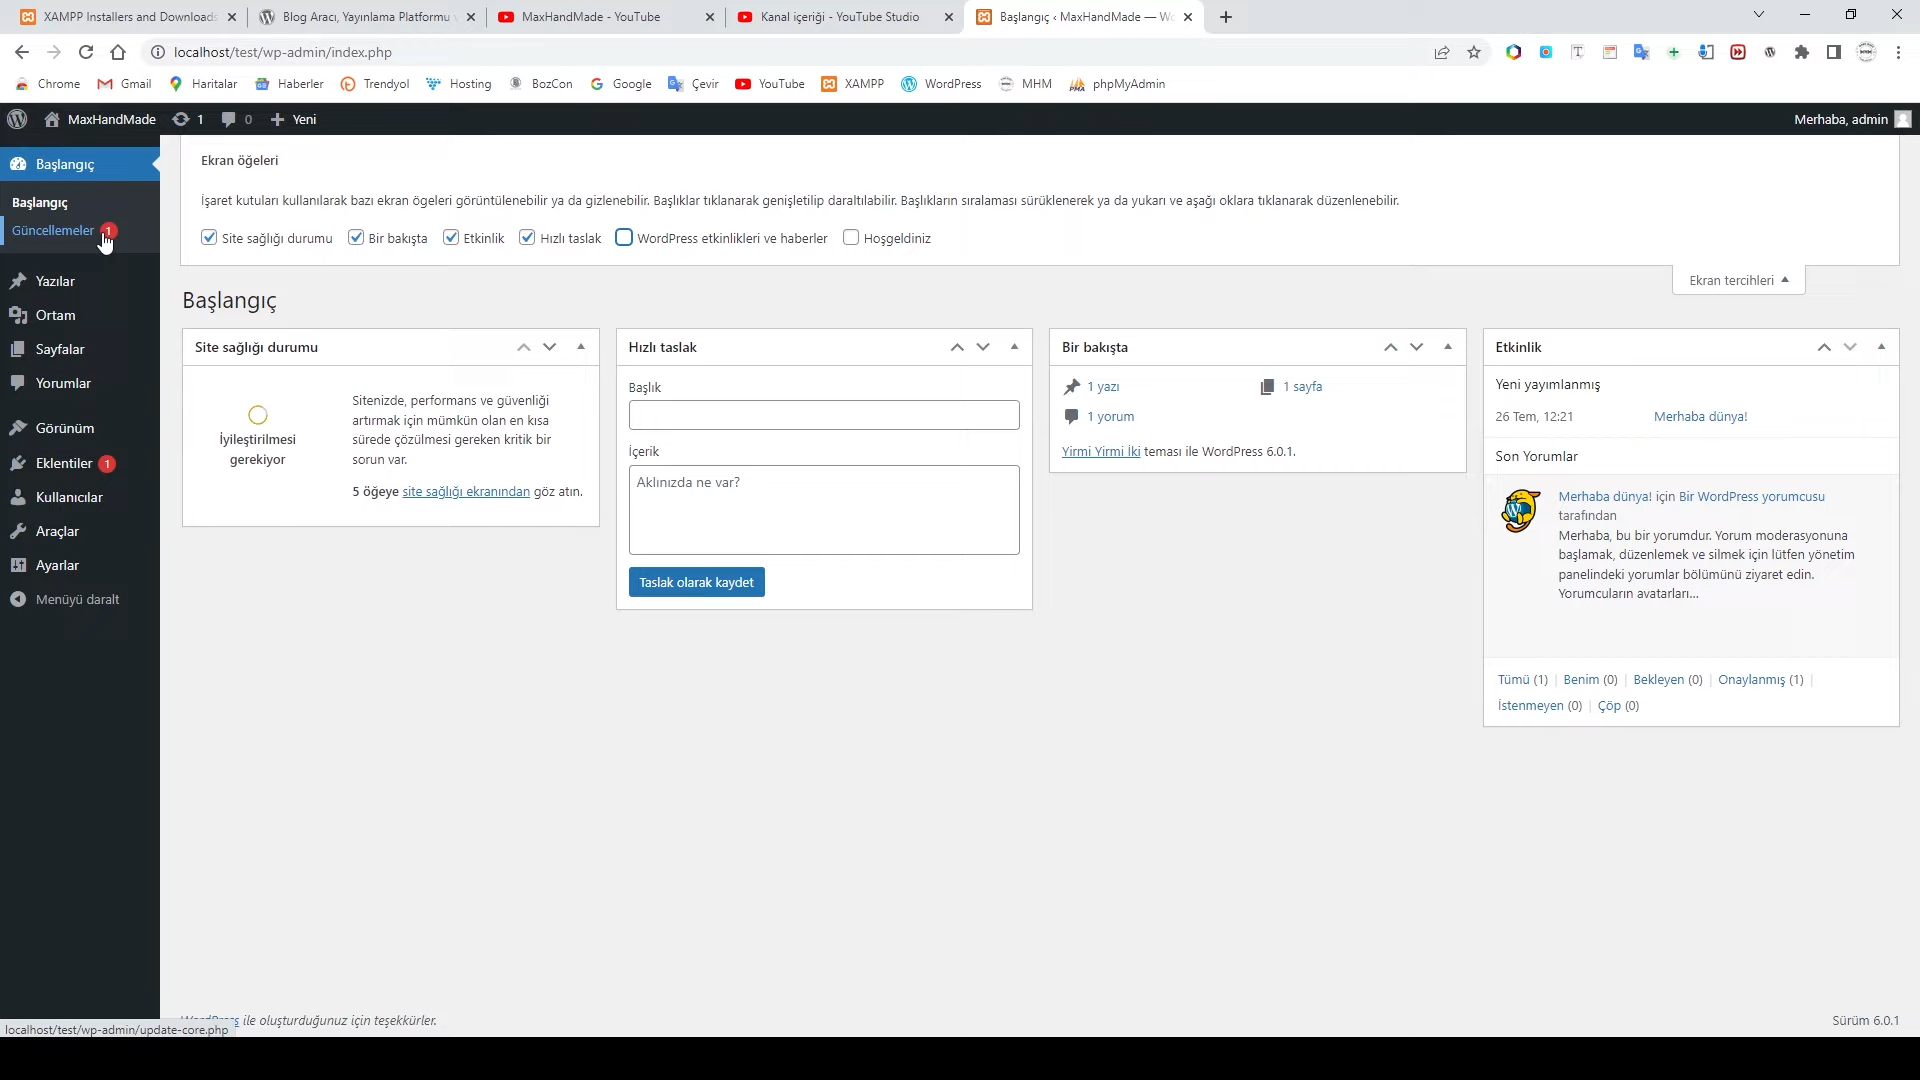 XAMPP Installers and Downloads
Blog Aracı, Yayınlama Platformu
MaxHandMade - YouTube
Kanal içeriği - YouTube Studio
Başlangıç ‹ MaxHandMade — Wo
localhost/test/wp-admin/index.php
Chrome
Gmail
Haritalar
Haberler
Trendyol
Hosting
BozCon
Google
Çevir
YouTube
XAMPP
WordPress
MHM
phpMyAdmin
MaxHandMade
1
0
Yeni
Merhaba, admin
Başlangıç
Başlangıç
Güncellemeler 1
Yazılar
Ortam
Sayfalar
Yorumlar
Görünüm
Eklentiler 1
Kullanıcılar
Araçlar
Ayarlar
Menüyü daralt
Ekran öğeleri
İşaret kutuları kullanılarak bazı ekran ögeleri görüntülenebilir ya da gizlenebilir. Başlıklar tıklanarak genişletilip daraltılabilir. Başlıkların sıralaması sürüklenerek ya da yukarı ve aşağı oklara tıklanarak düzenlenebilir.
Site sağlığı durumu
Bir bakışta
Etkinlik
Hızlı taslak
WordPress etkinlikleri ve haberler
Hoşgeldiniz
Ekran tercihleri
Başlangıç
Site sağlığı durumu
İyileştirilmesi
gerekiyor
Sitenizde, performans ve güvenliği
artırmak için mümkün olan en kısa
sürede çözülmesi gereken kritik bir
sorun var.
5 öğeye site sağlığı ekranından göz atın.
Hızlı taslak
Başlık
İçerik
Aklınızda ne var?
Taslak olarak kaydet
Bir bakışta
1 yazı
1 sayfa
1 yorum
Yirmi Yirmi İki teması ile WordPress 6.0.1.
Etkinlik
Yeni yayımlanmış
26 Tem, 12:21
Merhaba dünya!
Son Yorumlar
Merhaba dünya! için Bir WordPress yorumcusu
tarafından
Merhaba, bu bir yorumdur. Yorum moderasyonuna
başlamak, düzenlemek ve silmek için lütfen yönetim
panelindeki yorumlar bölümünü ziyaret edin.
Yorumcuların avatarları...
Tümü (1) | Benim (0) | Bekleyen (0) | Onaylanmış (1) |
İstenmeyen (0) | Çöp (0)
WordPress ile oluşturduğunuz için teşekkürler.
Sürüm 6.0.1
localhost/test/wp-admin/update-core.php